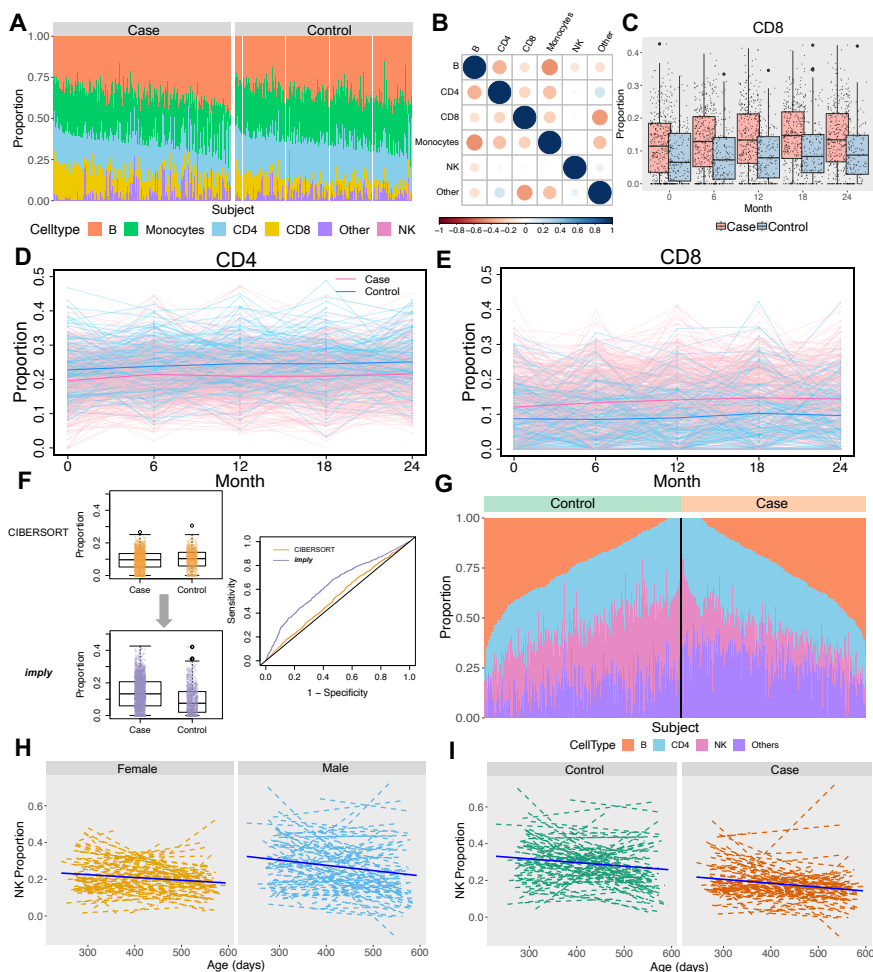 A
Case
Control
1.00
0.75
0.50
0.25
0.00
Proportion
Subject
Celltype B Monocytes CD4 CD8 Other NK
B
B CD4 CD8 Monocytes NK Other
B
CD4
CD8
Monocytes
NK
Other
−1 −0.8 −0.6 −0.4 −0.2 0 0.2 0.4 0.6 0.8 1
C
CD8
Proportion
0.4
0.3
0.2
0.1
0.0
0 6 12 18 24
Month
Case Control
D
CD4
Case
Control
Proportion
0.5
0.4
0.3
0.2
0.1
0.0
0 6 12 18 24
Month
E
CD8
Proportion
0.5
0.4
0.3
0.2
0.1
0.0
0 6 12 18 24
Month
F
CIBERSORT
Proportion
0.4
0.2
0.0
Case Control
imply
Proportion
0.4
0.2
0.0
Case Control
CIBERSORT
imply
Sensitivity
1.0
0.8
0.6
0.4
0.2
0.0
0.0 0.2 0.4 0.6 0.8 1.0
1 − Specificity
G
Control
Case
1.00
0.75
0.50
0.25
0.00
Proportion
Subject
CellType B CD4 NK Others
H
Female
Male
NK Proportion
0.6
0.4
0.2
0.0
300 400 500 600
300 400 500 600
Age (days)
I
Control
Case
NK Proportion
0.6
0.4
0.2
0.0
300 400 500 600
300 400 500 600
Age (days)